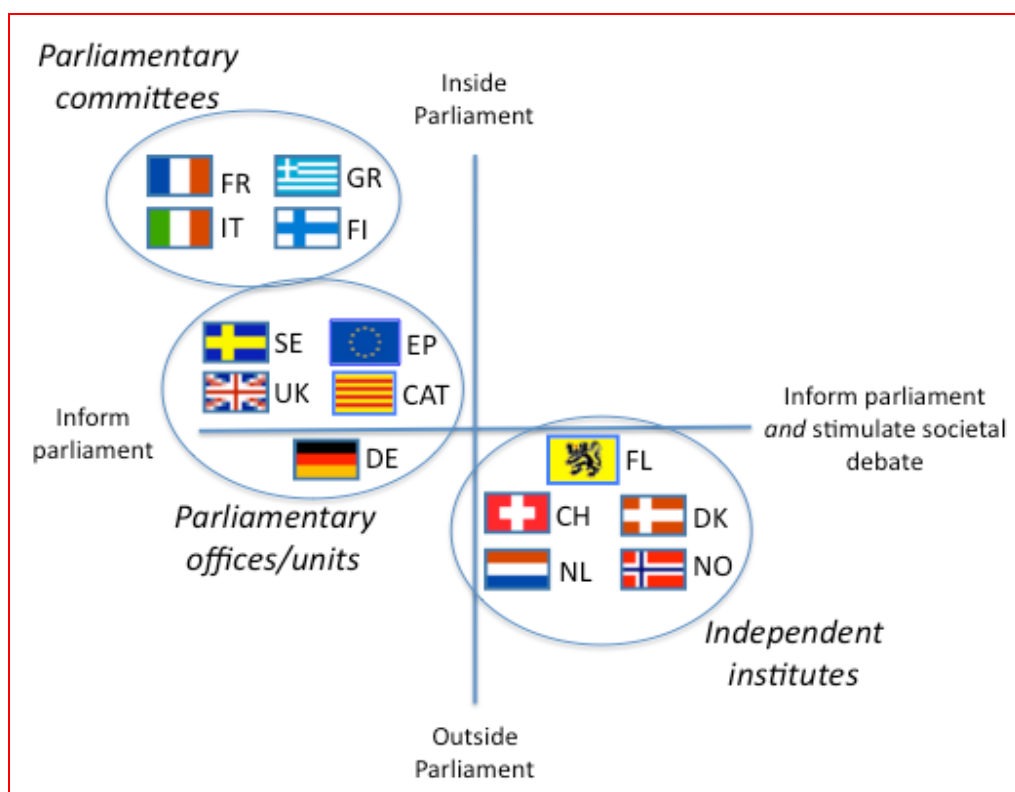 Parliamentary
committees
Inside
Parliament
FR
GR
IT
FI
SE
EP
UK
CAT
Inform
parliament
Inform parliament
and stimulate societal
debate
DE
FL
Parliamentary
offices/units
CH
DK
NL
NO
Independent
institutes
Outside
Parliament